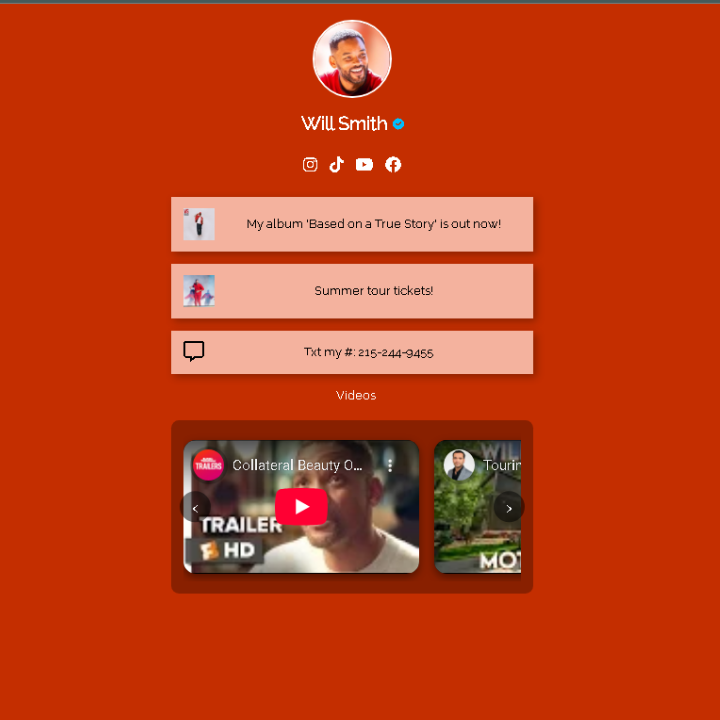 Will Smith
My album 'Based on a True Story' is out now!
Summer tour tickets!
Txt my #: 215-244-9455
Videos
TRAILERS
Collateral Beauty O...
Tourin
TRAILER
HD
MOT